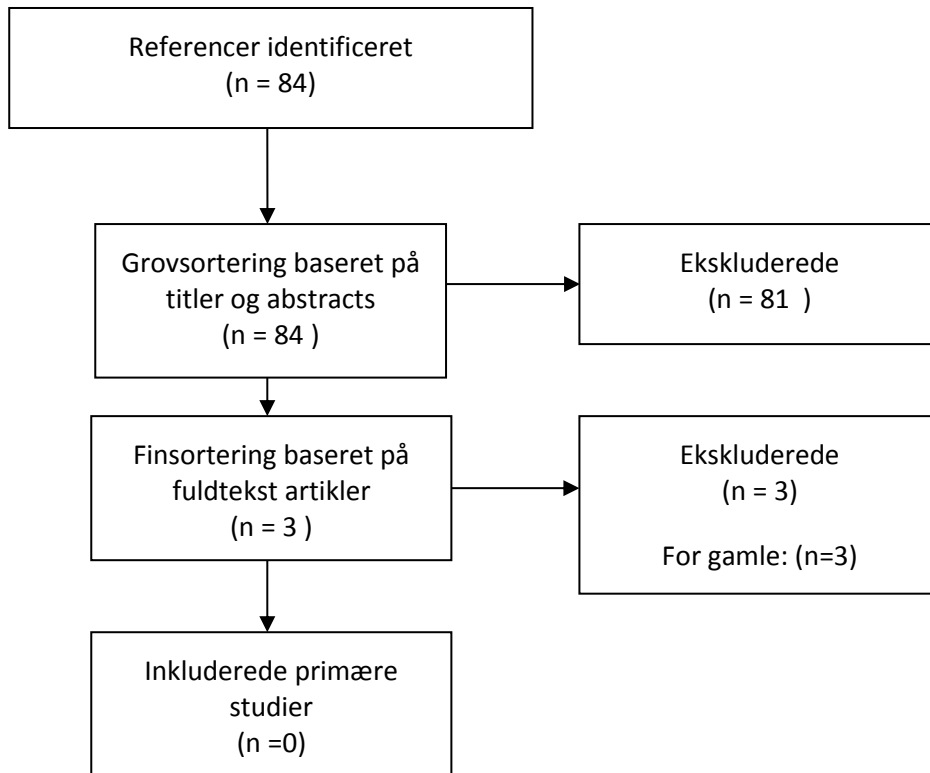 Referencer identificeret
(n = 84)
Grovsortering baseret på
titler og abstracts
(n = 84 )
Ekskluderede
(n = 81  )
Finsortering baseret på
fuldtekst artikler
(n = 3 )
Ekskluderede
(n = 3)
For gamle: (n=3)
Inkluderede primære
studier
(n =0)